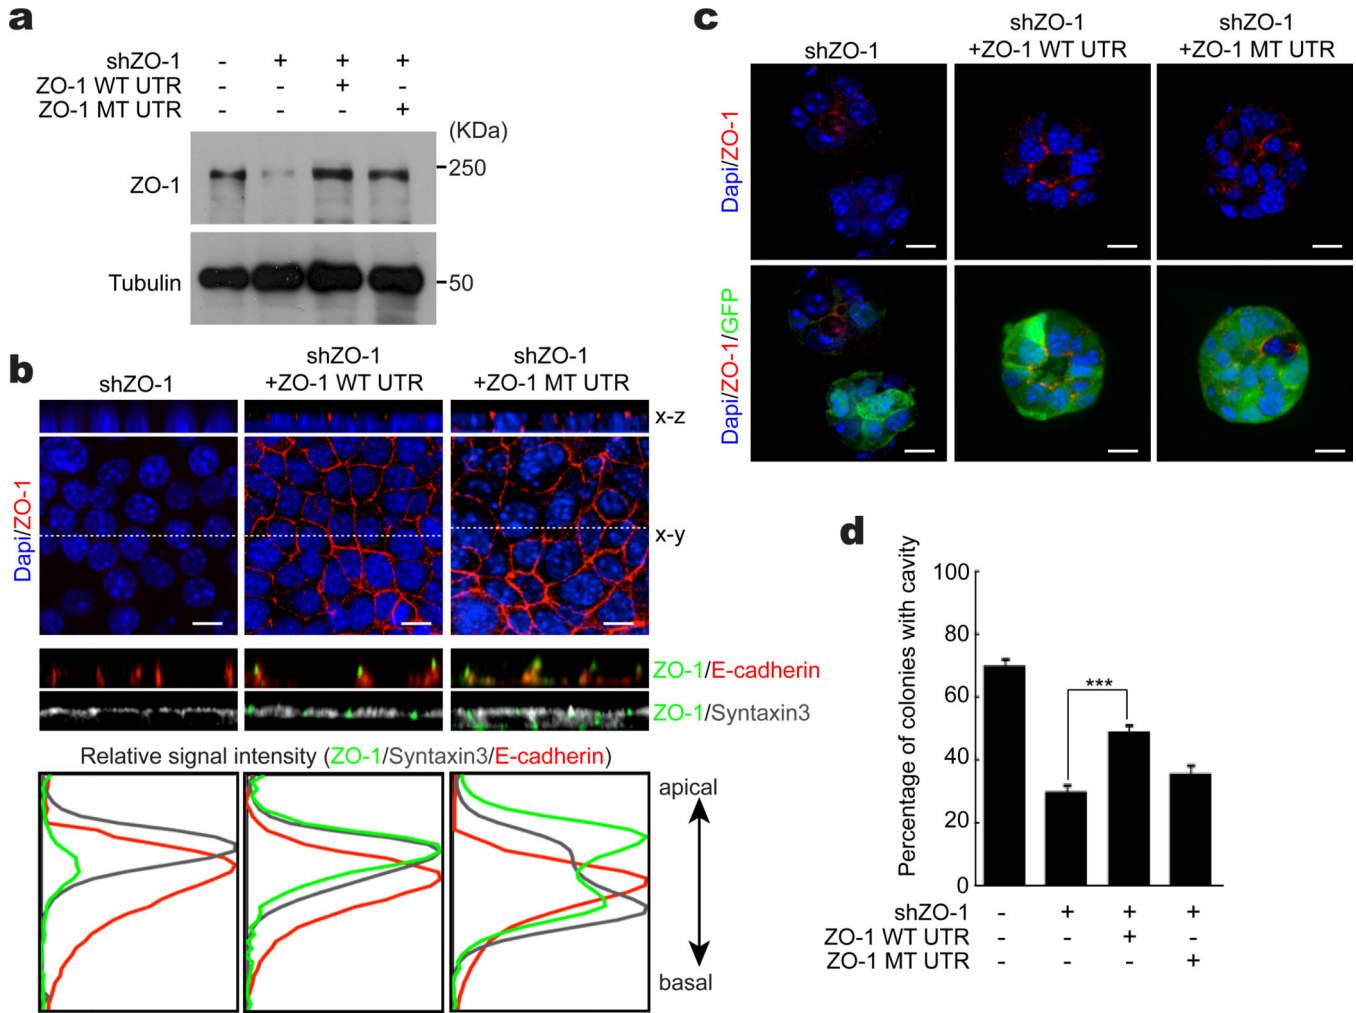 a
shZO-1 - + + +
ZO-1 WT UTR - - + -
ZO-1 MT UTR - - - +
(KDa)
ZO-1
250
Tubulin
50
b
shZO-1
shZO-1
+ZO-1 WT UTR
shZO-1
+ZO-1 MT UTR
x-z
Dapi/ZO-1
x-y
ZO-1/E-cadherin
ZO-1/Syntaxin3
Relative signal intensity (ZO-1/Syntaxin3/E-cadherin)
apical
basal
c
shZO-1
shZO-1
+ZO-1 WT UTR
shZO-1
+ZO-1 MT UTR
Dapi/ZO-1
Dapi/ZO-1/GFP
d
Percentage of colonies with cavity
100
80
60
40
20
0
***
shZO-1 - + + +
ZO-1 WT UTR - - + -
ZO-1 MT UTR - - - +